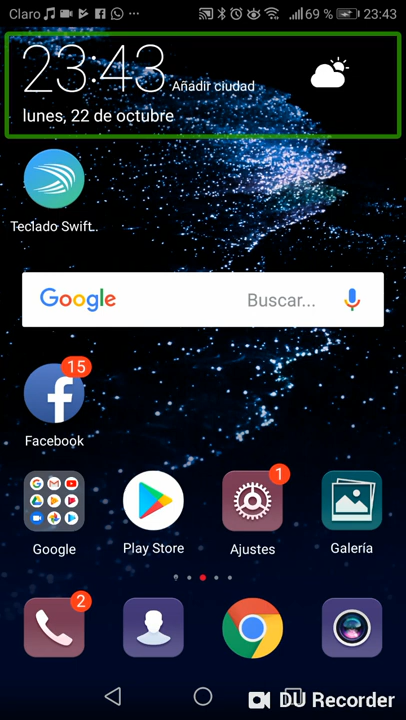 Claro 69 % 23:43
23:43 Añadir ciudad
lunes, 22 de octubre
Teclado Swift..
Google Buscar...
15
Facebook
1
Google Play Store Ajustes Galería
2
DU Recorder